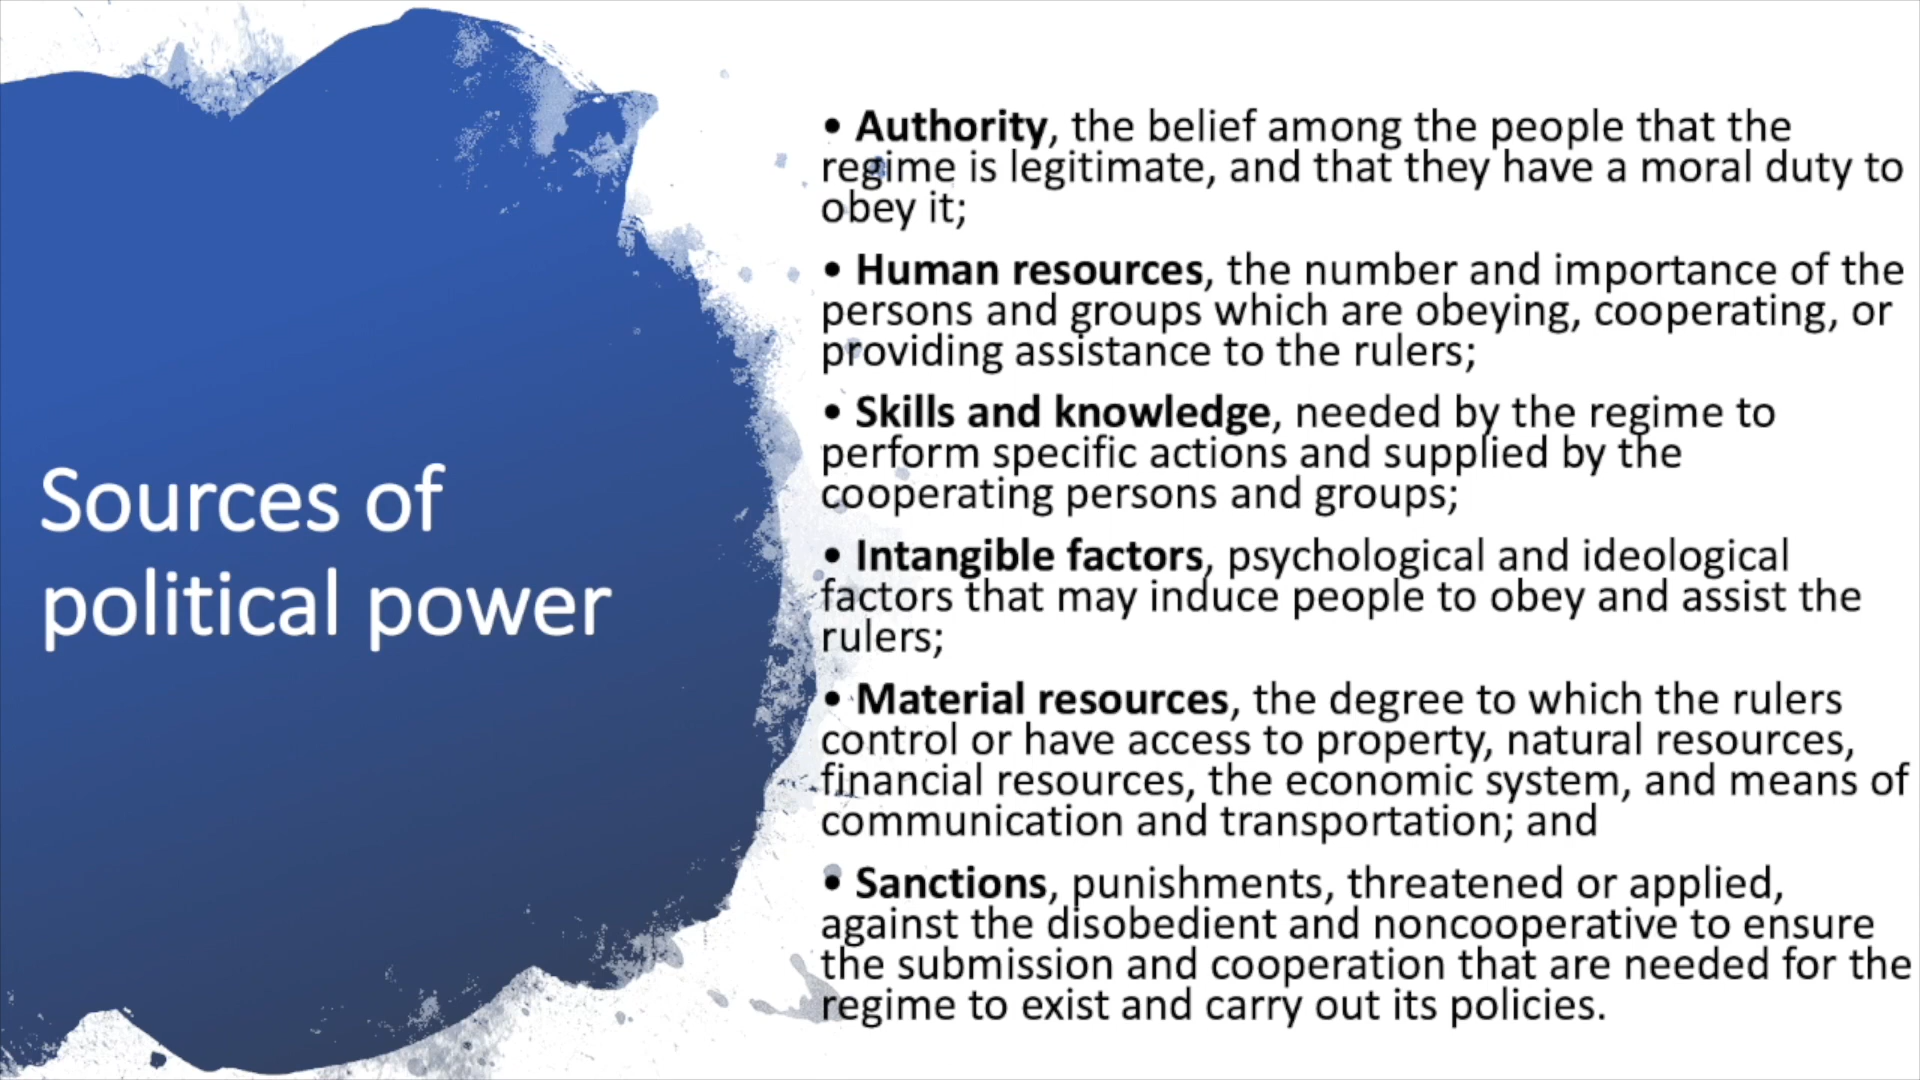 Sources of
political power
• Authority, the belief among the people that the
regime is legitimate, and that they have a moral duty to
obey it;
• Human resources, the number and importance of the
persons and groups which are obeying, cooperating, or
providing assistance to the rulers;
• Skills and knowledge, needed by the regime to
perform specific actions and supplied by the
cooperating persons and groups;
• Intangible factors, psychological and ideological
factors that may induce people to obey and assist the
rulers;
• Material resources, the degree to which the rulers
control or have access to property, natural resources,
financial resources, the economic system, and means of
communication and transportation; and
• Sanctions, punishments, threatened or applied,
against the disobedient and noncooperative to ensure
the submission and cooperation that are needed for the
regime to exist and carry out its policies.